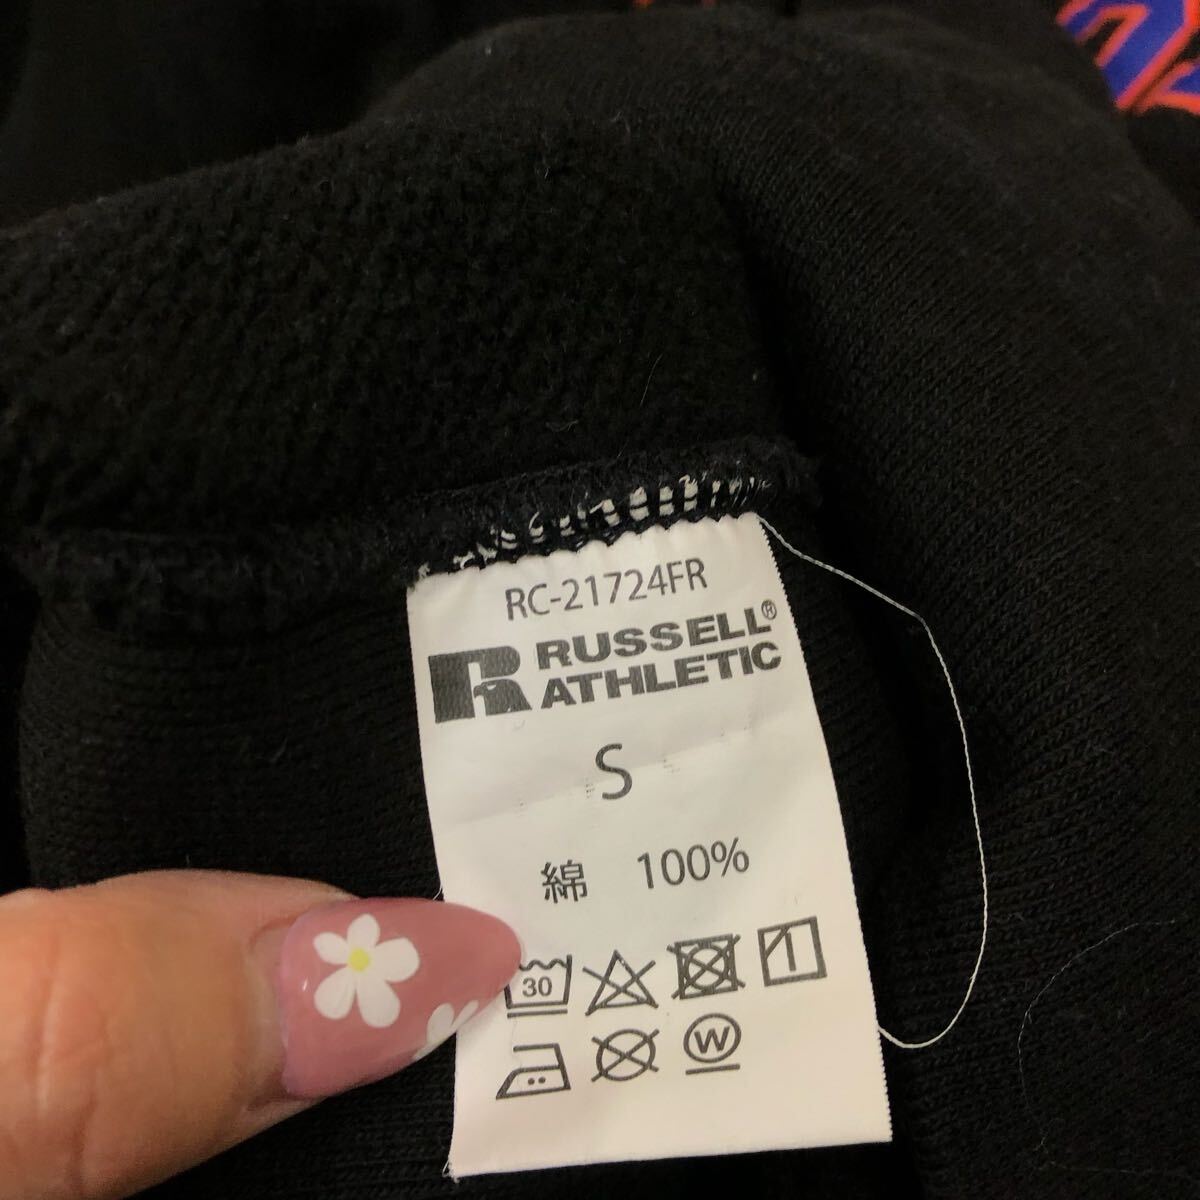 RC-21724FR
RUSSELL®
ATHLETIC
S
綿 100%
30
W